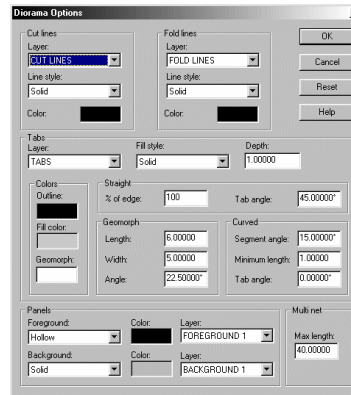 Diorama Options
Cut lines
Layer:
CUT LINES
Line style:
Solid
Color:
Fold lines
Layer:
FOLD LINES
Line style:
Solid
Color:
OK
Cancel
Reset
Help
Tabs
Layer:
TABS
Fill style:
Solid
Depth:
1.00000
Colors
Outline:
Fill color:
Geomorph:
Straight
% of edge:
100
Tab angle:
45.00000°
Geomorph
Length:
6.00000
Width:
5.00000
Angle:
22.50000°
Curved
Segment angle:
15.00000°
Minimum length:
1.00000
Tab angle:
0.00000°
Panels
Foreground:
Hollow
Color:
Layer:
FOREGROUND 1
Background:
Solid
Color:
Layer:
BACKGROUND 1
Multi net
Max length:
40.00000